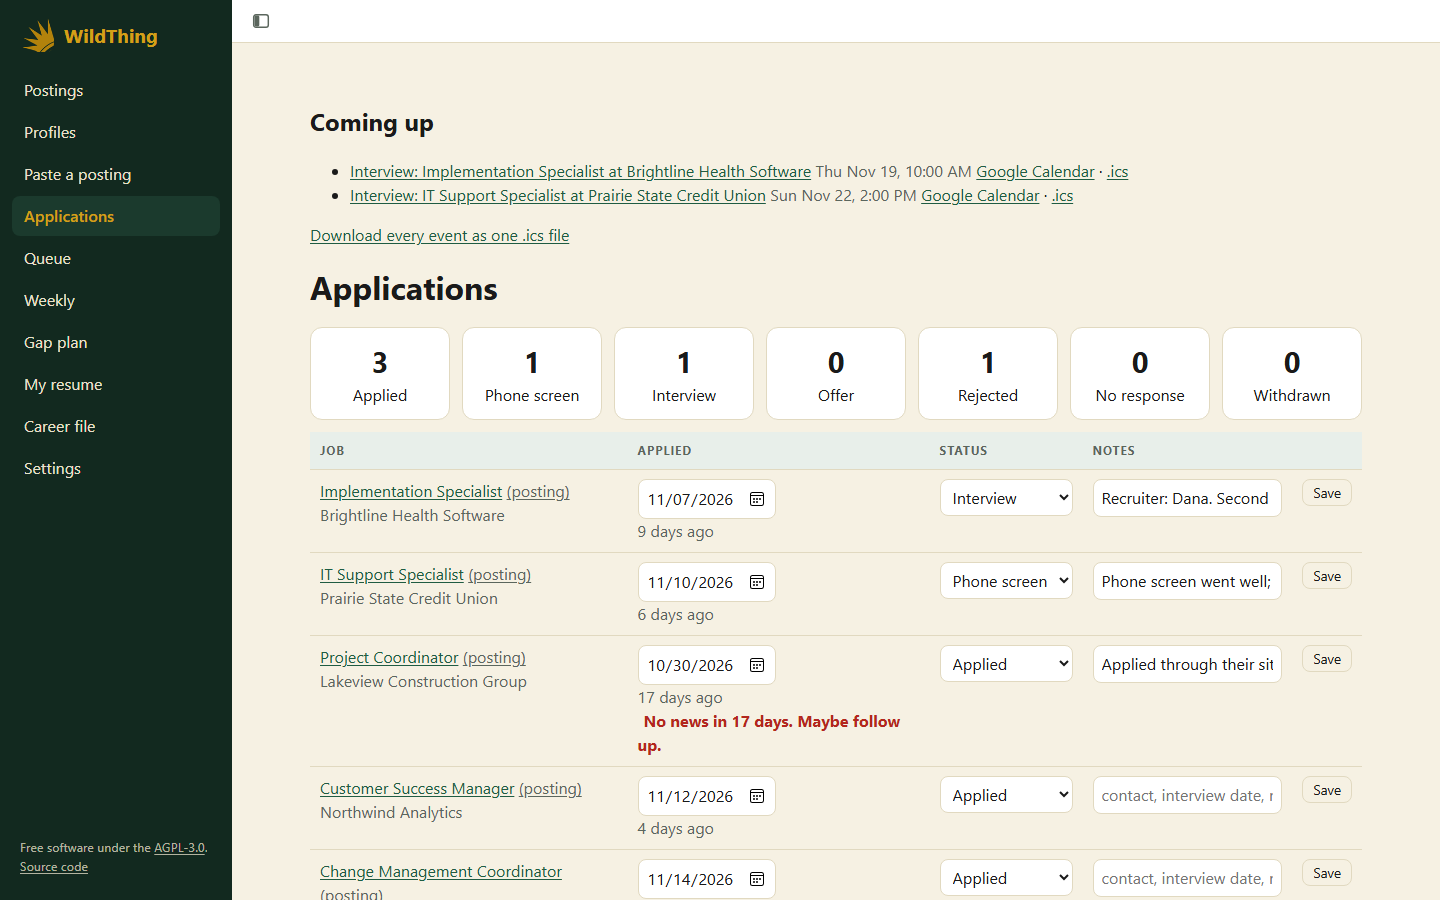 WildThing
Postings
Profiles
Paste a posting
Applications
Queue
Weekly
Gap plan
My resume
Career file
Settings
Free software under the AGPL-3.0.
Source code
Coming up
Interview: Implementation Specialist at Brightline Health Software Thu Nov 19, 10:00 AM Google Calendar · .ics
Interview: IT Support Specialist at Prairie State Credit Union Sun Nov 22, 2:00 PM Google Calendar · .ics
Download every event as one .ics file
Applications
3 Applied
1 Phone screen
1 Interview
0 Offer
1 Rejected
0 No response
0 Withdrawn
JOB APPLIED STATUS NOTES
Implementation Specialist (posting) 11/07/2026 Interview Recruiter: Dana. Second Save
Brightline Health Software
9 days ago
IT Support Specialist (posting) 11/10/2026 Phone screen Phone screen went well; Save
Prairie State Credit Union
6 days ago
Project Coordinator (posting) 10/30/2026 Applied Applied through their sit Save
Lakeview Construction Group
17 days ago
No news in 17 days. Maybe follow
up.
Customer Success Manager (posting) 11/12/2026 Applied contact, interview date, r Save
Northwind Analytics
4 days ago
Change Management Coordinator 11/14/2026 Applied contact, interview date, r Save
(posting)